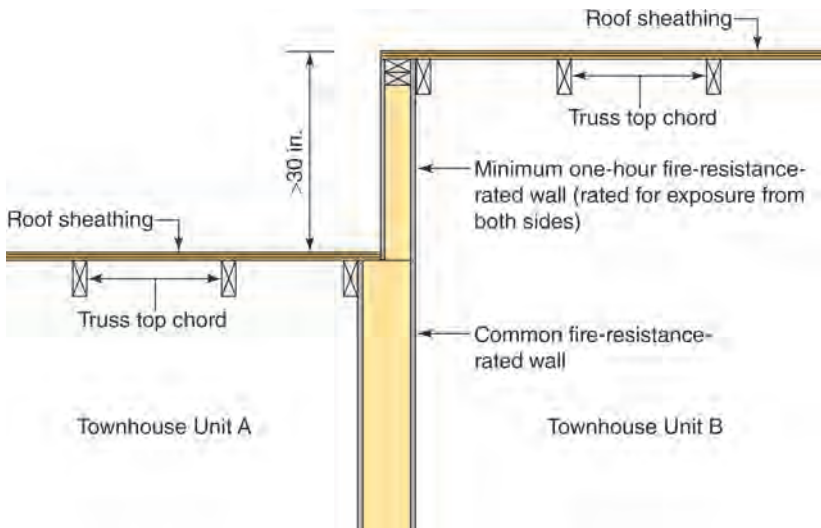 Roof sheathing
Truss top chord
>30 in.
Minimum one-hour fire-resistance-
rated wall (rated for exposure from
both sides)
Roof sheathing
Truss top chord
Common fire-resistance-
rated wall
Townhouse Unit A
Townhouse Unit B